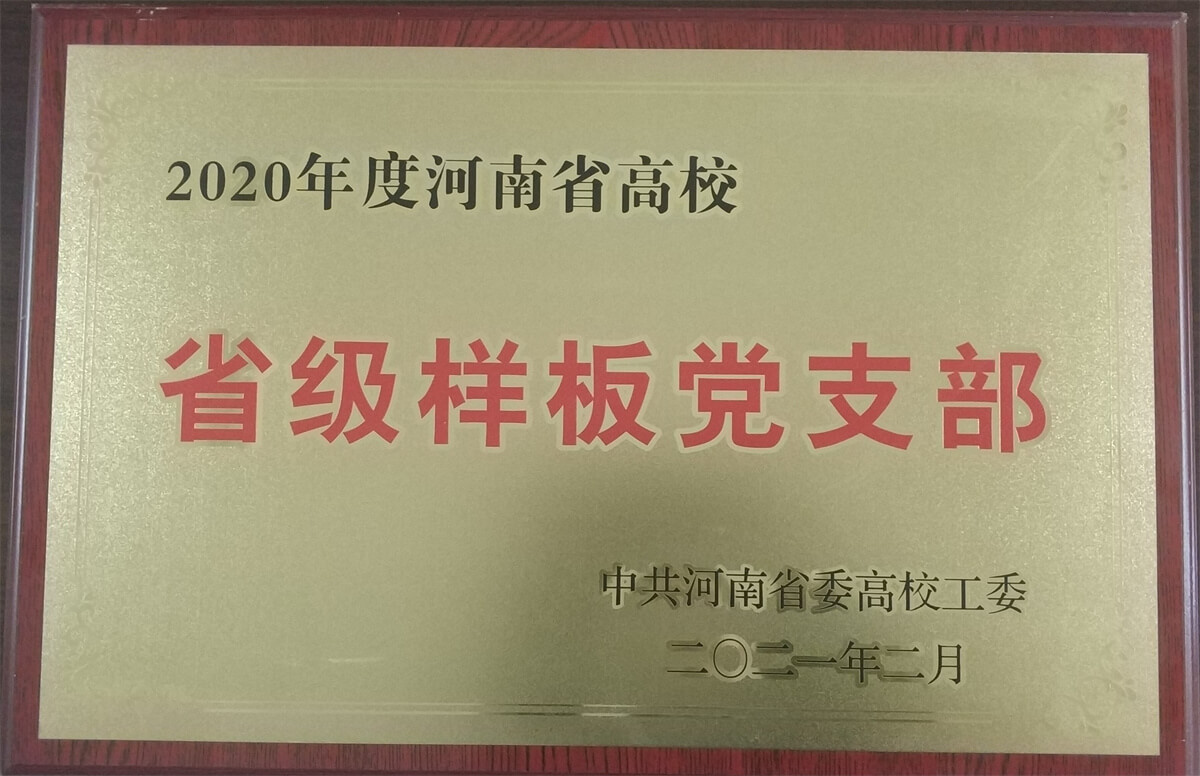 2020年度河南省高校
省级样板党支部
中共河南省委高校工委
二〇二一年二月